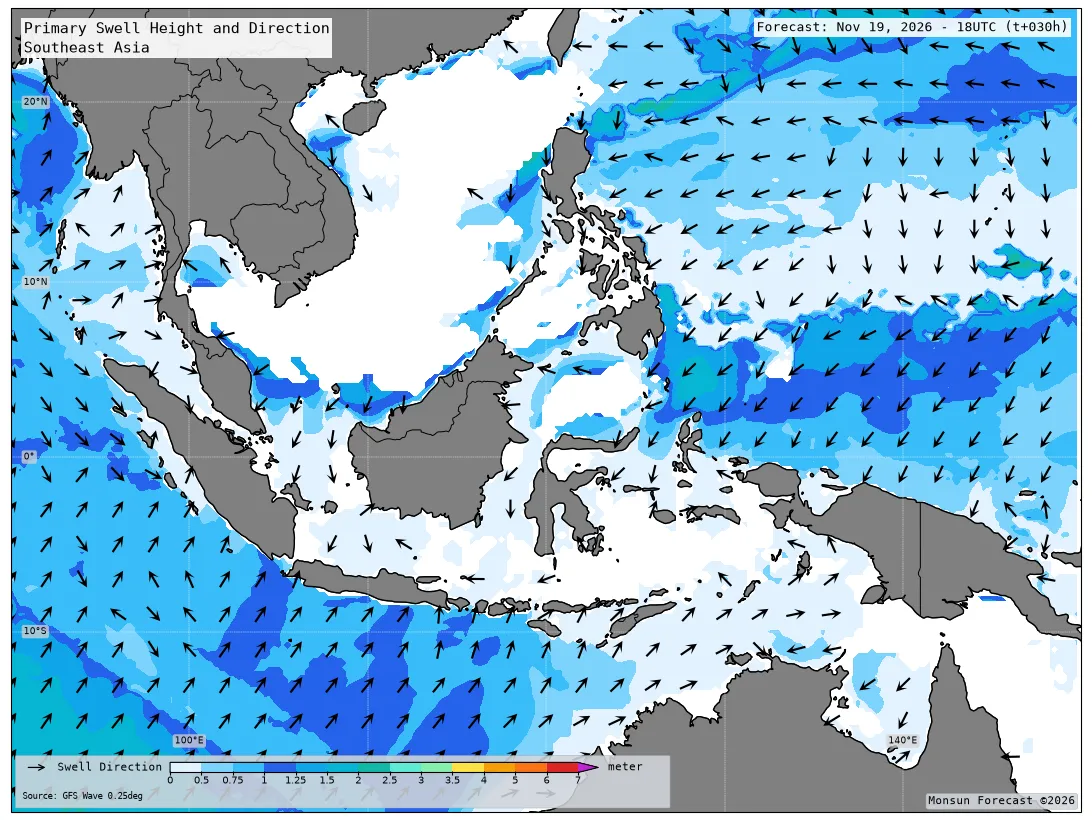 Primary Swell Height and Direction
Southeast Asia
Forecast: Nov 19, 2026 - 18UTC (t+030h)
20°N
10°N
0°
10°S
100°E
140°E
Swell Direction
meter
0 0.5 0.75 1 1.25 1.5 2 2.5 3 3.5 4 5 6 7
Source: GFS Wave 0.25deg
Monsun Forecast ©2026